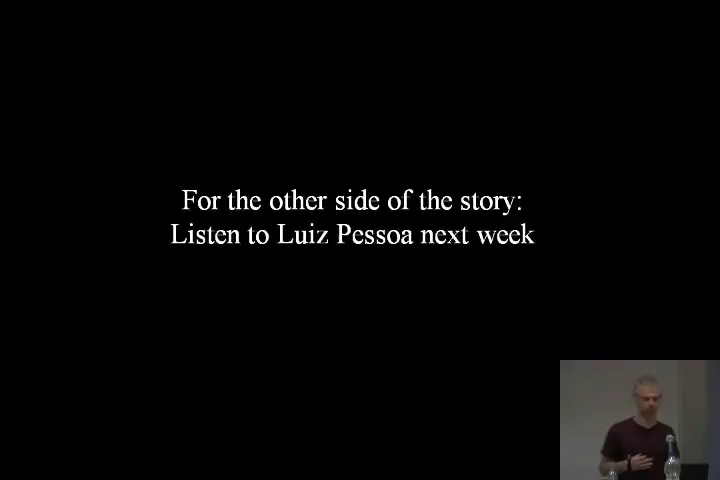 For the other side of the story:
Listen to Luiz Pessoa next week